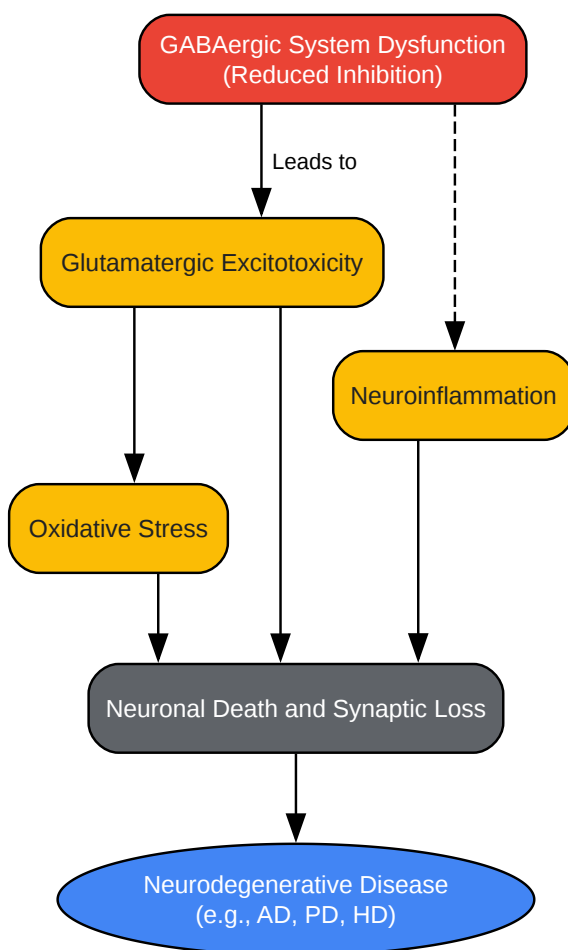 GABAergic System Dysfunction
(Reduced Inhibition)
Leads to
Glutamatergic Excitotoxicity
Neuroinflammation
Oxidative Stress
Neuronal Death and Synaptic Loss
Neurodegenerative Disease
(e.g., AD, PD, HD)